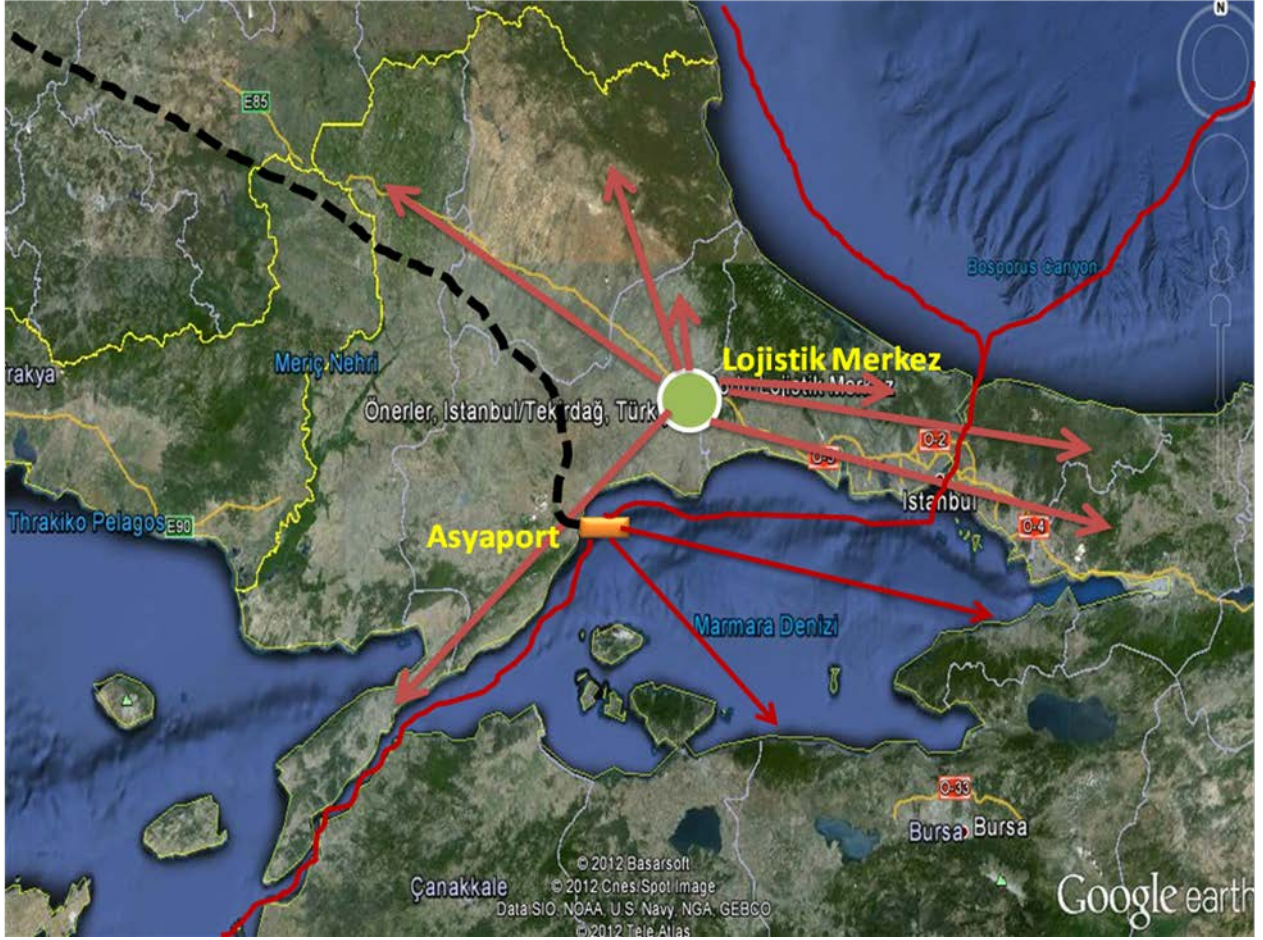 N
E85
Bosporus Canyon
Meriç Nehri
Lojistik Merkez
rakya
Lojistik Merkez
Önerler, Istanbul/Tekirdağ, Türk
O-2
O-3
Istanbul
Thrakiko Pelagos
E90
Asyaport
O-4
Marmara Denizi
O-33
Bursa
Bursa
© 2012 Basarsoft
Çanakkale
© 2012 Cnes/Spot Image
Data SIO, NOAA, U.S. Navy, NGA, GEBCO
© 2012 Tele Atlas
Google earth